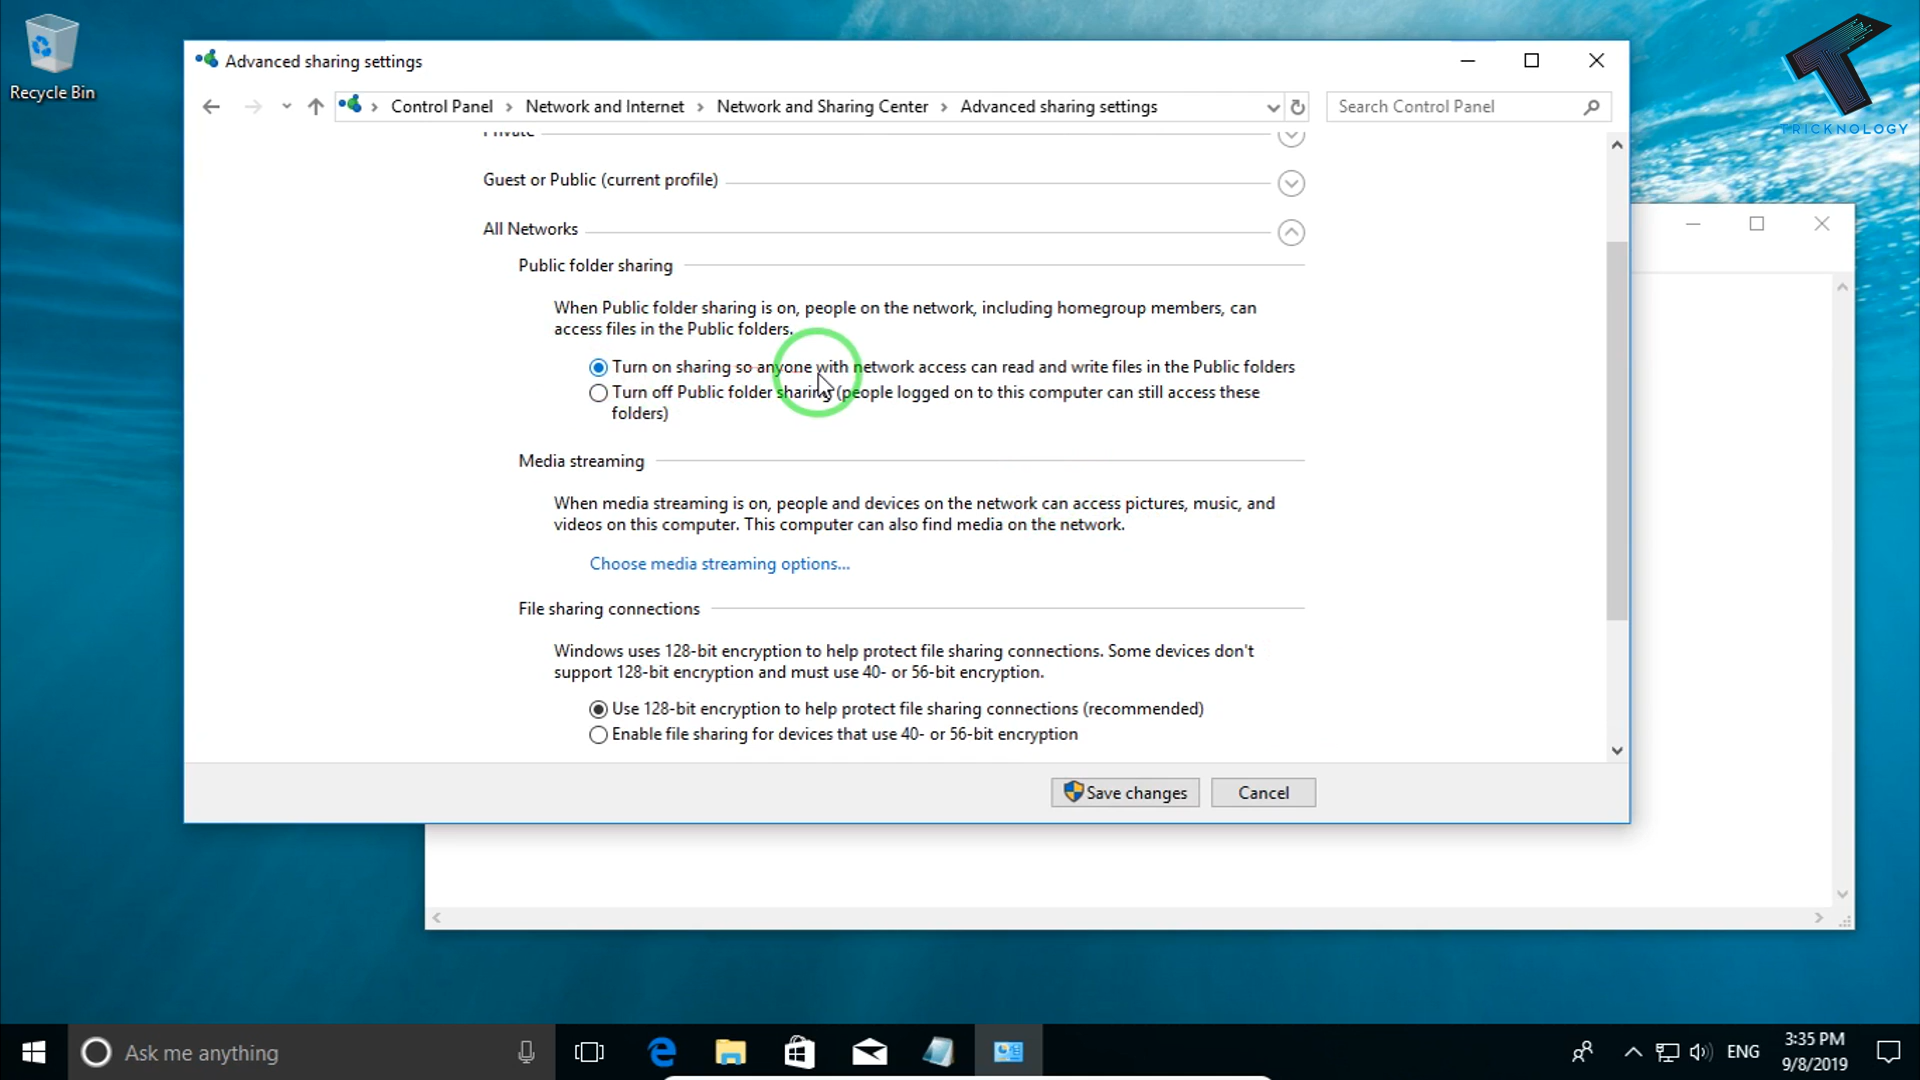 Recycle Bin
Advanced sharing settings
Control Panel > Network and Internet > Network and Sharing Center > Advanced sharing settings
Search Control Panel
TRICKNOLOGY
Private
Guest or Public (current profile)
All Networks
Public folder sharing
When Public folder sharing is on, people on the network, including homegroup members, can
access files in the Public folders.
Turn on sharing so anyone with network access can read and write files in the Public folders
Turn off Public folder sharing (people logged on to this computer can still access these
folders)
Media streaming
When media streaming is on, people and devices on the network can access pictures, music, and
videos on this computer. This computer can also find media on the network.
Choose media streaming options...
File sharing connections
Windows uses 128-bit encryption to help protect file sharing connections. Some devices don't
support 128-bit encryption and must use 40- or 56-bit encryption.
Use 128-bit encryption to help protect file sharing connections (recommended)
Enable file sharing for devices that use 40- or 56-bit encryption
Save changes
Cancel
Ask me anything
ENG
3:35 PM
9/8/2019